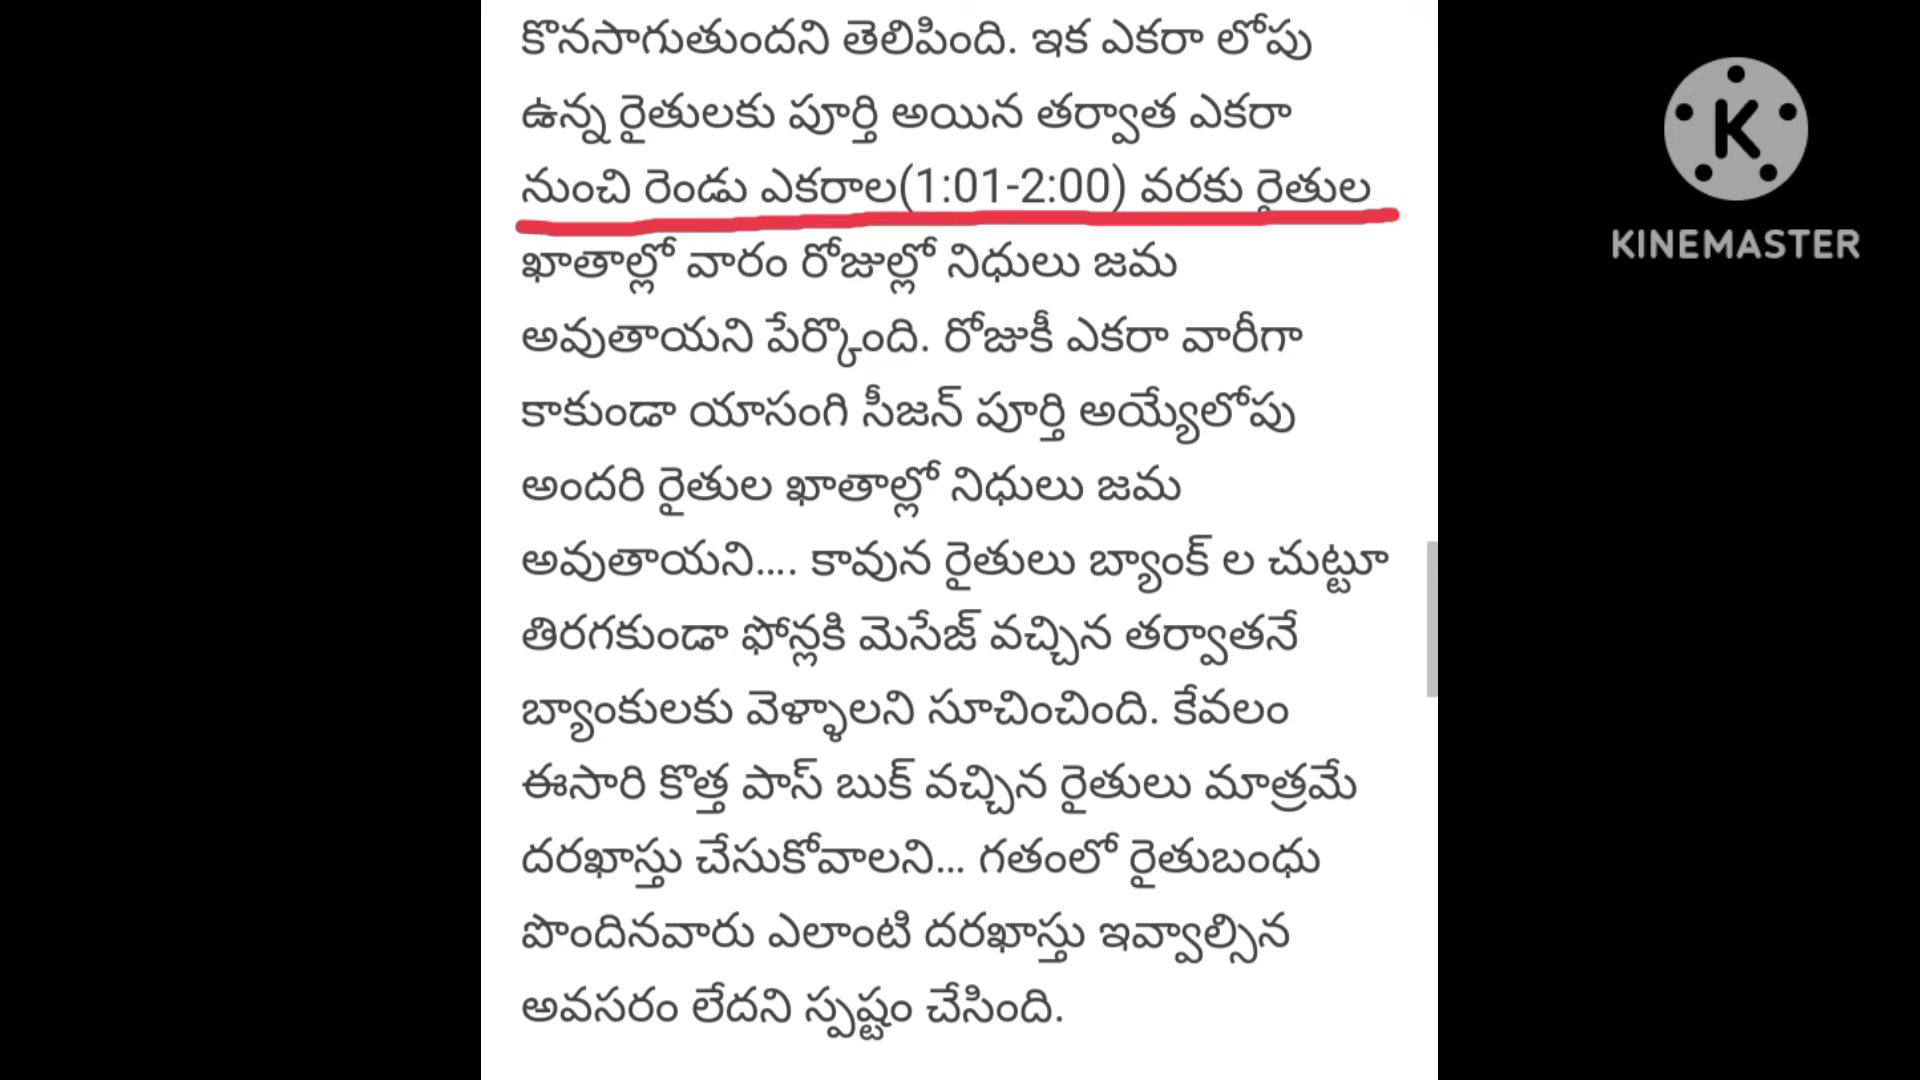 కొనసాగుతుందని తెలిపింది. ఇక ఎకరా లోపు
ఉన్న రైతులకు పూర్తి అయిన తర్వాత ఎకరా
నుంచి రెండు ఎకరాల(1:01-2:00) వరకు రైతుల
ఖాతాల్లో వారం రోజుల్లో నిధులు జమ
అవుతాయని పేర్కొంది. రోజుకీ ఎకరా వారీగా
కాకుండా యాసంగి సీజన్ పూర్తి అయ్యేలోపు
అందరి రైతుల ఖాతాల్లో నిధులు జమ
అవుతాయని.... కావున రైతులు బ్యాంక్ ల చుట్టూ
తిరగకుండా ఫోన్లకి మెసేజ్ వచ్చిన తర్వాతనే
బ్యాంకులకు వెళ్ళాలని సూచించింది. కేవలం
ఈసారి కొత్త పాస్ బుక్ వచ్చిన రైతులు మాత్రమే
దరఖాస్తు చేసుకోవాలని... గతంలో రైతుబంధు
పొందినవారు ఎలాంటి దరఖాస్తు ఇవ్వాల్సిన
అవసరం లేదని స్పష్టం చేసింది.
K
KINEMASTER